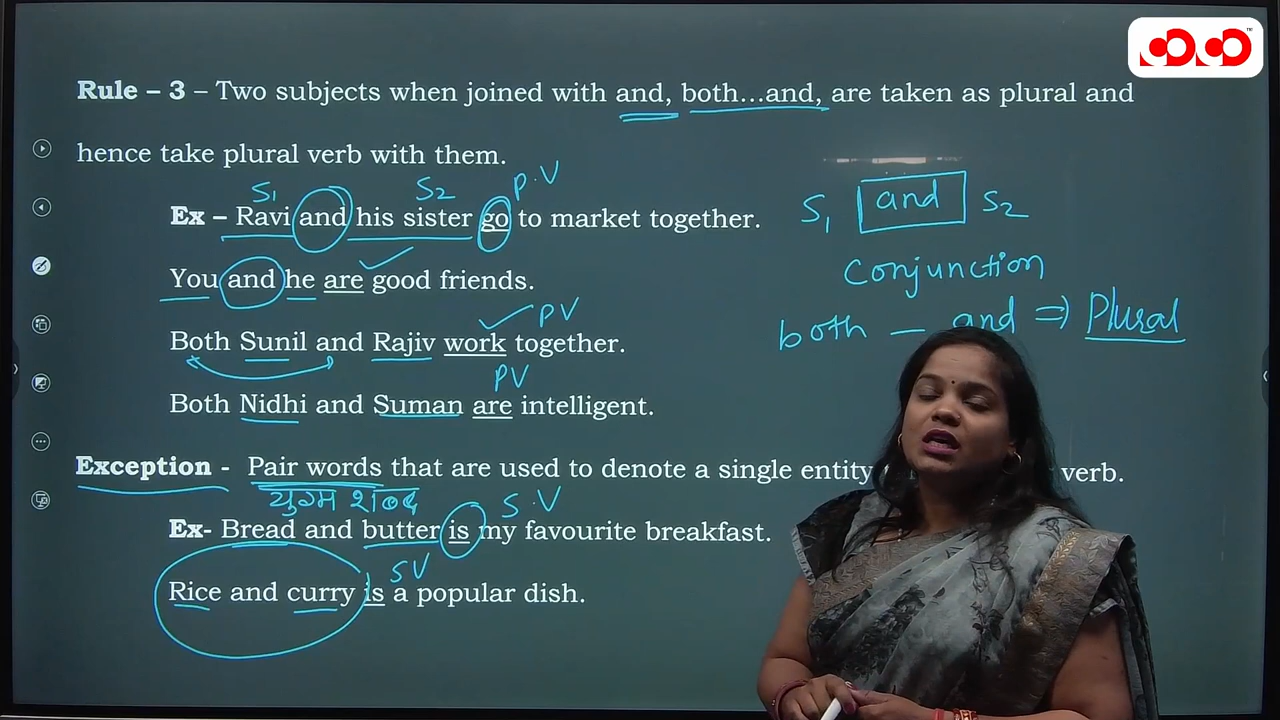 Rule – 3 – Two subjects when joined with and, both...and, are taken as plural and
hence take plural verb with them.
S1 S2 P.V
Ex – Ravi and his sister go to market together.
S1 and S2
You and he are good friends.
Conjunction
PV
both — and ⇒ Plural
Both Sunil and Rajiv work together.
PV
Both Nidhi and Suman are intelligent.
Exception - Pair words that are used to denote a single entity verb.
युग्म शब्द S.V
Ex- Bread and butter is my favourite breakfast.
SV
Rice and curry is a popular dish.